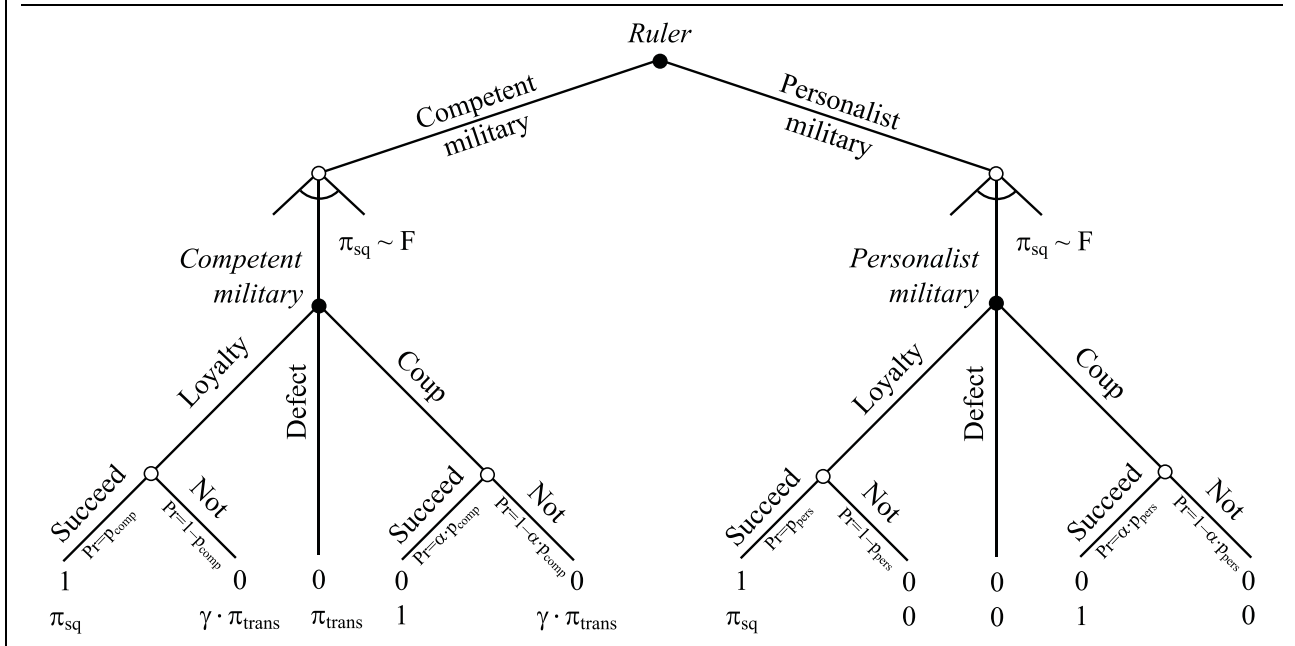 Ruler
Competent military
Personalist military
π_sq ~ F
π_sq ~ F
Competent military
Personalist military
Loyalty
Defect
Coup
Loyalty
Defect
Coup
Succeed
Pr=p_comp
Not
Pr=1−p_comp
Succeed
Pr=α·p_comp
Not
Pr=1−α·p_comp
Succeed
Pr=p_pers
Not
Pr=1−p_pers
Succeed
Pr=α·p_pers
Not
Pr=1−α·p_pers
1 0 0 0 0 1 0 0 0 0
π_sq γ · π_trans π_trans 1 γ · π_trans π_sq 0 0 1 0